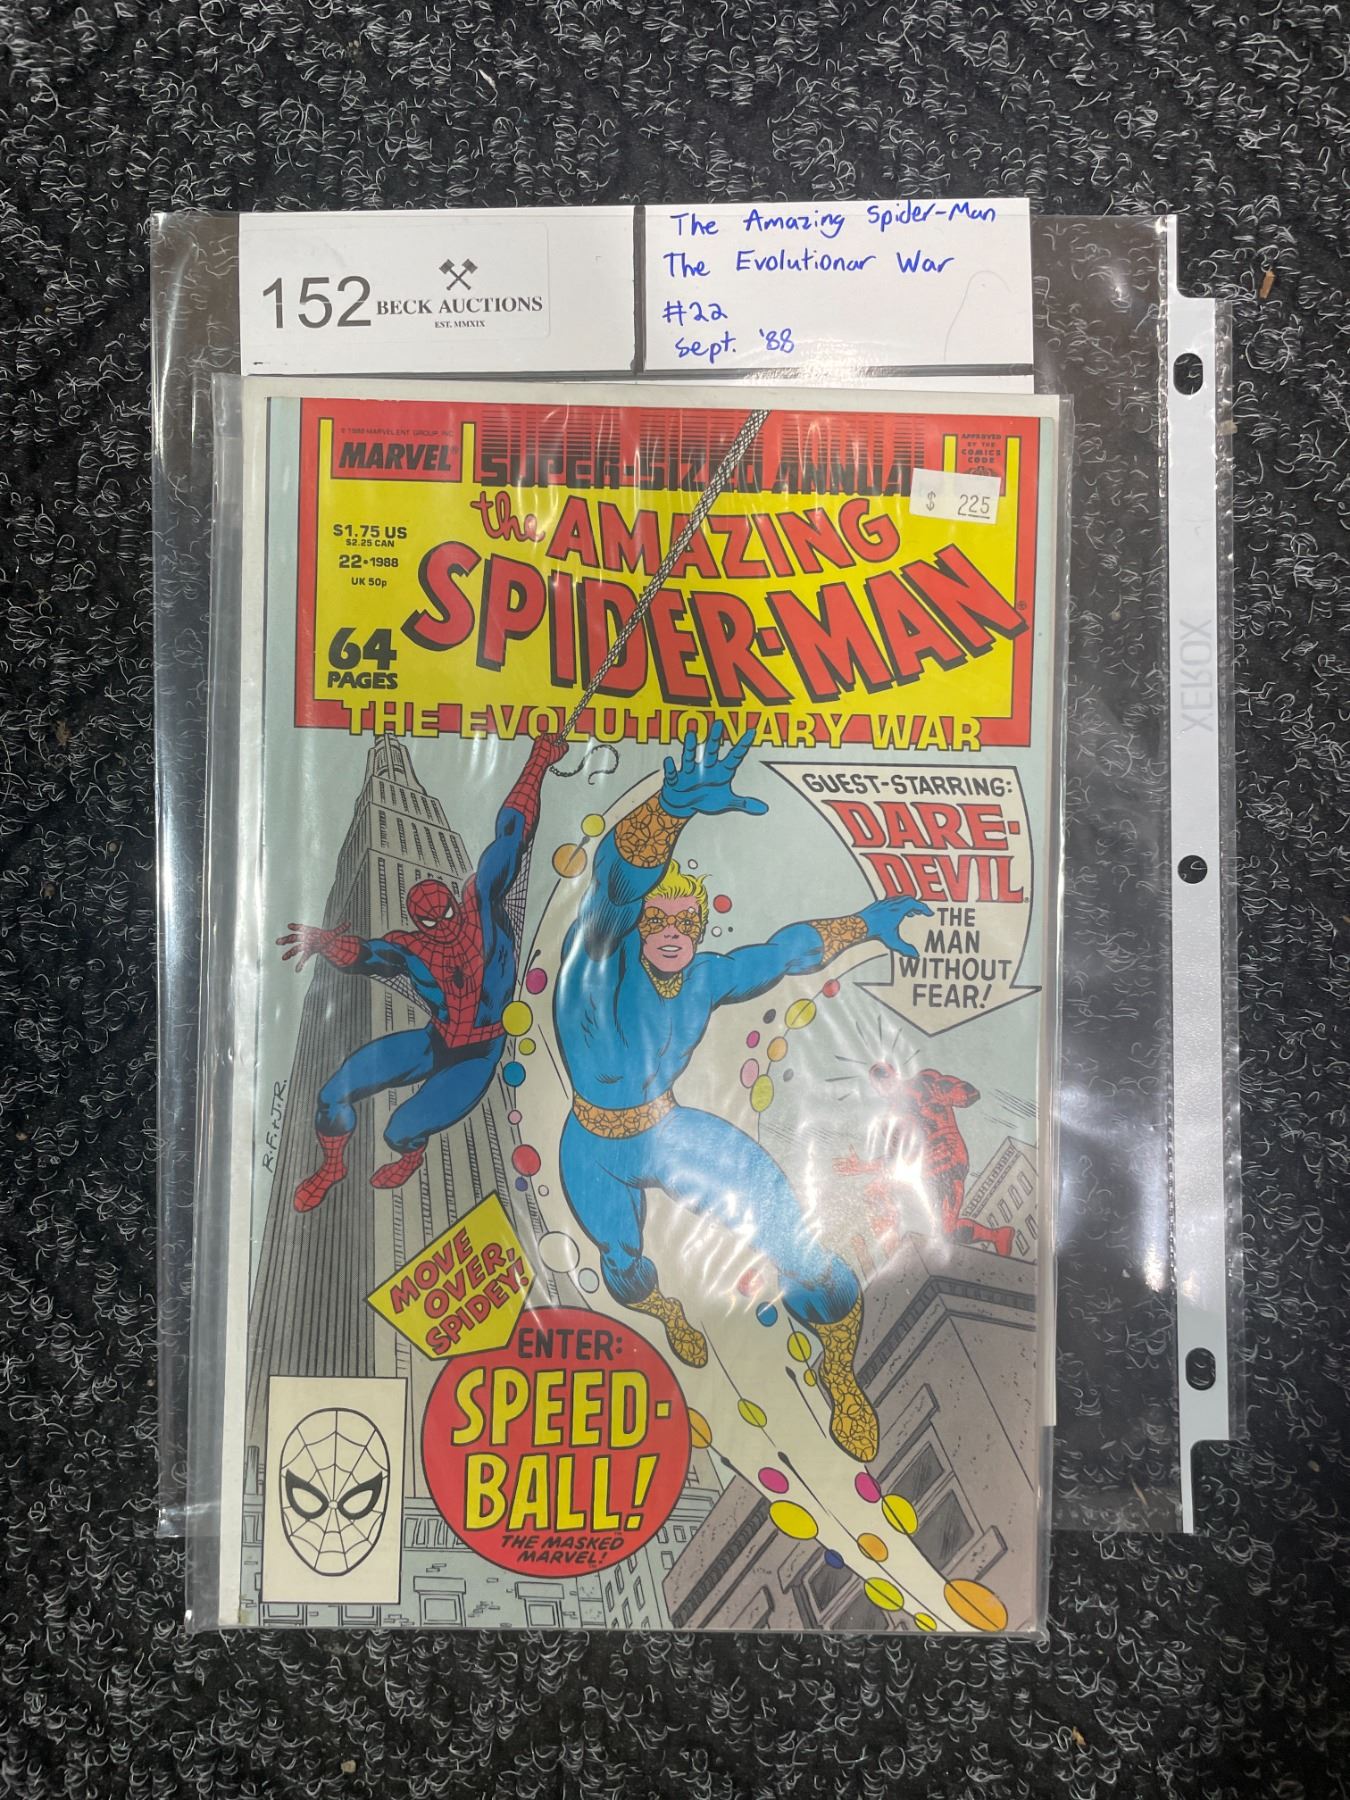 The Amazing Spider-Man
The Evolutionar War
#22
Sept. '88
152
BECK AUCTIONS
EST. MMXIX
MARVEL
SUPER-SIZED ANNUAL
APPROVED
BY THE
COMICS
CODE
$ 225
the AMAZING
SPIDER-MAN®
$1.75 US
$2.25 CAN
22•1988
UK 50p
64
PAGES
THE EVOLUTIONARY WAR
GUEST-STARRING:
DARE-
DEVIL
THE
MAN
WITHOUT
FEAR!
R.F. & J.R.
MOVE
OVER,
SPIDEY!
ENTER:
SPEED-
BALL!
THE MASKED
MARVEL!
XEROX